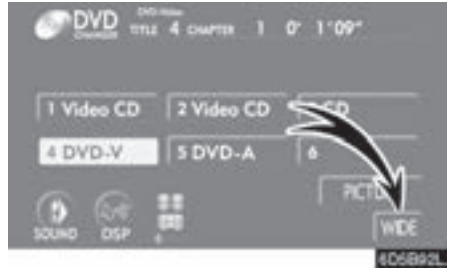 DVD DVD-Video
CHANGER TITLE 4 CHAPTER 1 0' 1'09"
1 Video CD 2 Video CD CD
4 DVD-V 5 DVD-A 6
PICTU
SOUND DSP WIDE
6D5B92L